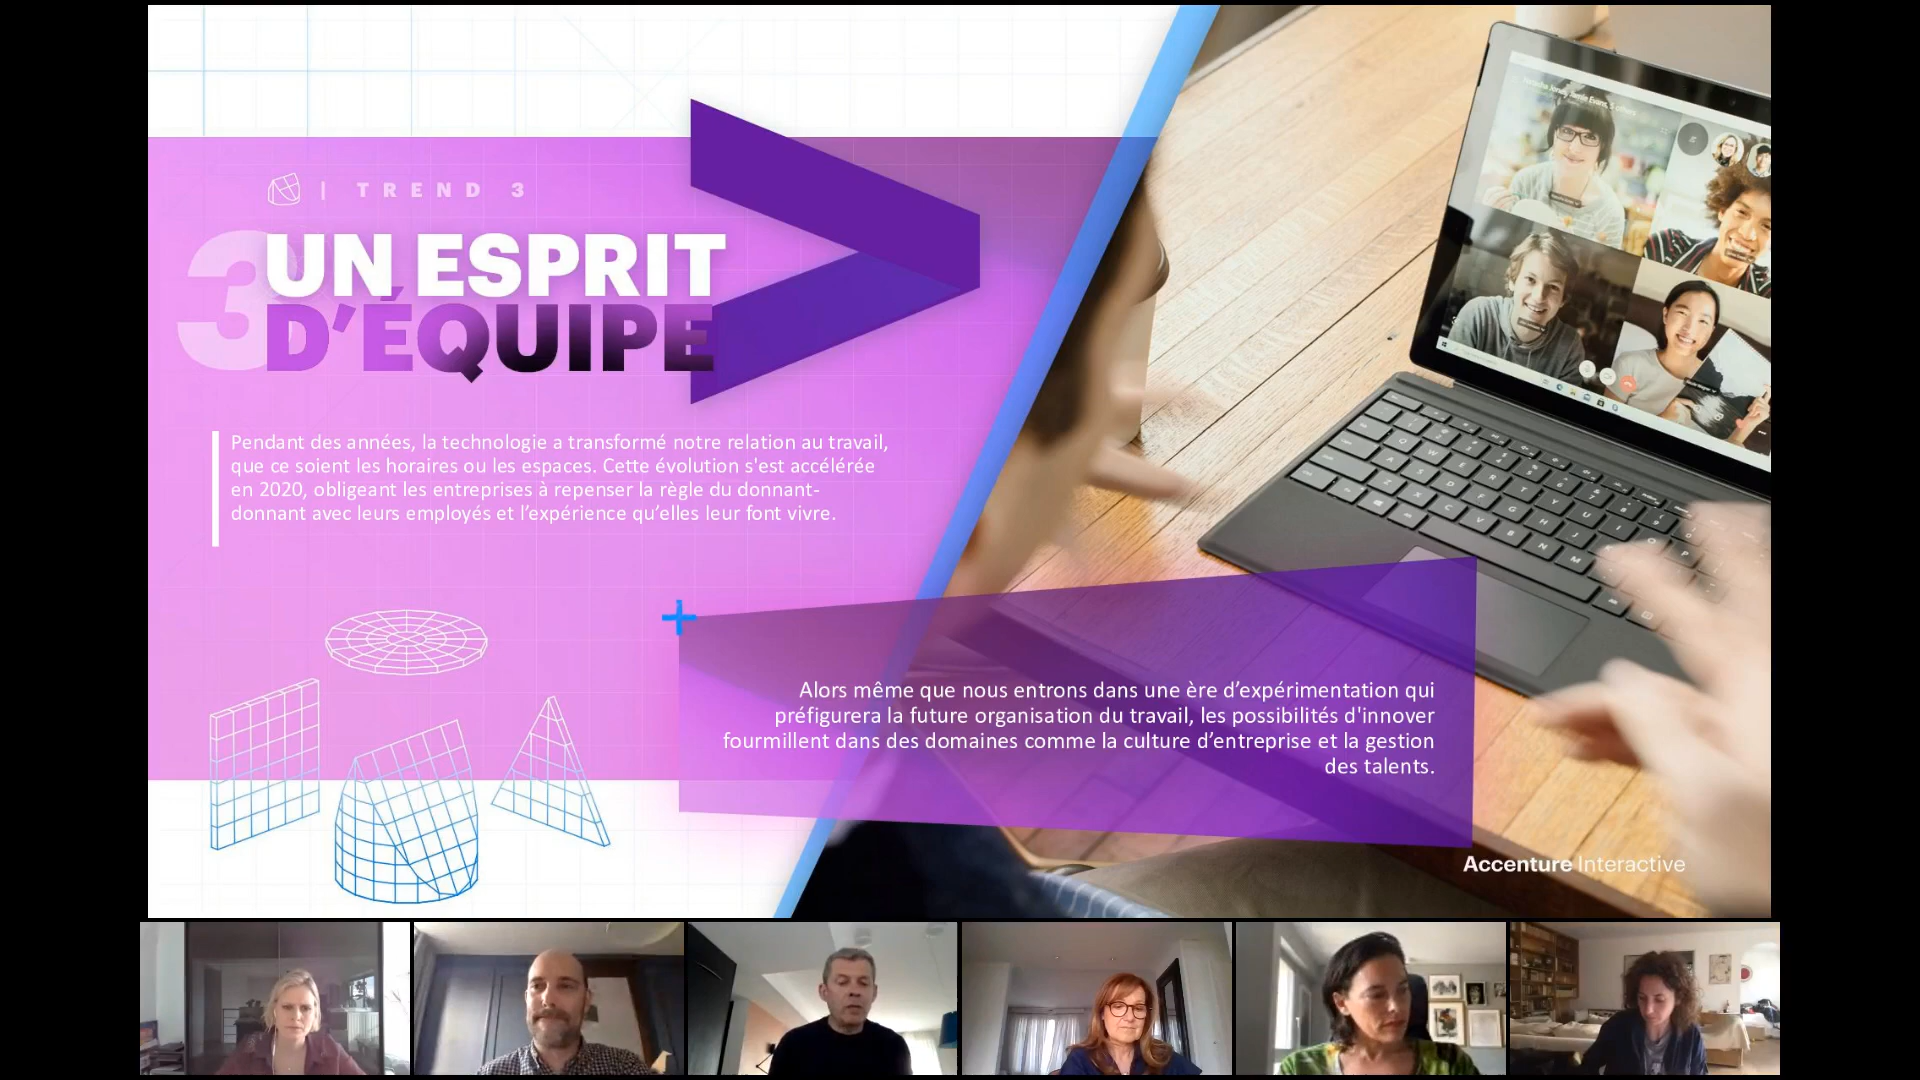 | TREND 3
3
UN ESPRIT
D'ÉQUIPE
Pendant des années, la technologie a transformé notre relation au travail,
que ce soient les horaires ou les espaces. Cette évolution s'est accélérée
en 2020, obligeant les entreprises à repenser la règle du donnant-
donnant avec leurs employés et l’expérience qu’elles leur font vivre.
Alors même que nous entrons dans une ère d’expérimentation qui
préfigurera la future organisation du travail, les possibilités d'innover
fourmillent dans des domaines comme la culture d’entreprise et la gestion
des talents.
Accenture Interactive